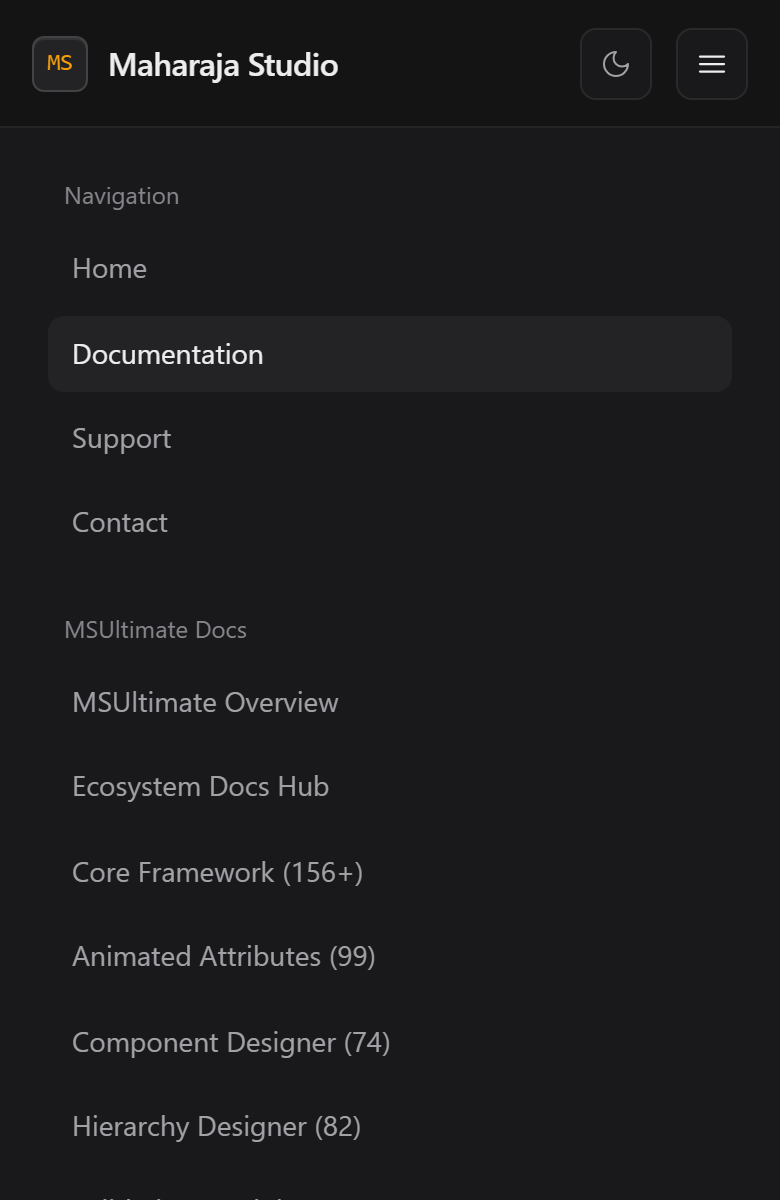 MS
Maharaja Studio
Navigation
Home
Documentation
Support
Contact
MSUltimate Docs
MSUltimate Overview
Ecosystem Docs Hub
Core Framework (156+)
Animated Attributes (99)
Component Designer (74)
Hierarchy Designer (82)